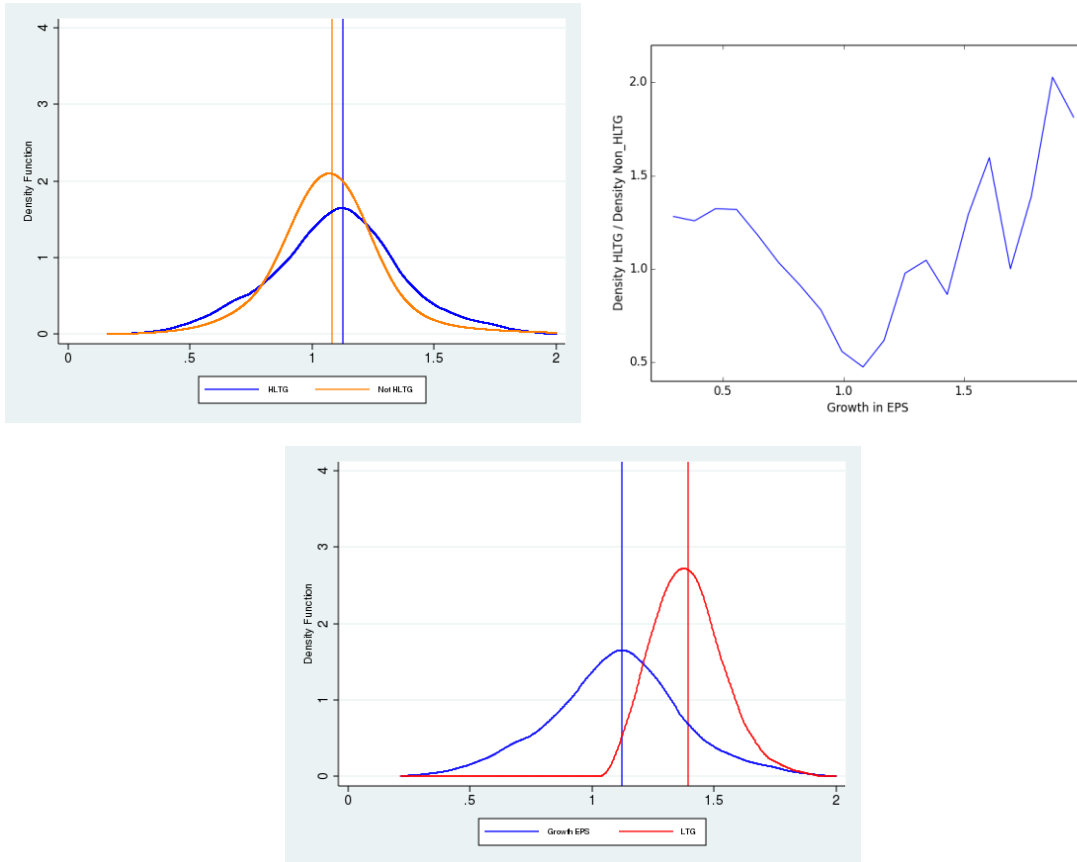 4
3
2
1
0
Density Function
0 .5 1 1.5 2
HLTG Not HLTG
2.0
1.5
1.0
0.5
Density HLTG / Density Non_HLTG
0.5 1.0 1.5
Growth in EPS
4
3
2
1
0
Density Function
0 .5 1 1.5 2
Growth EPS LTG